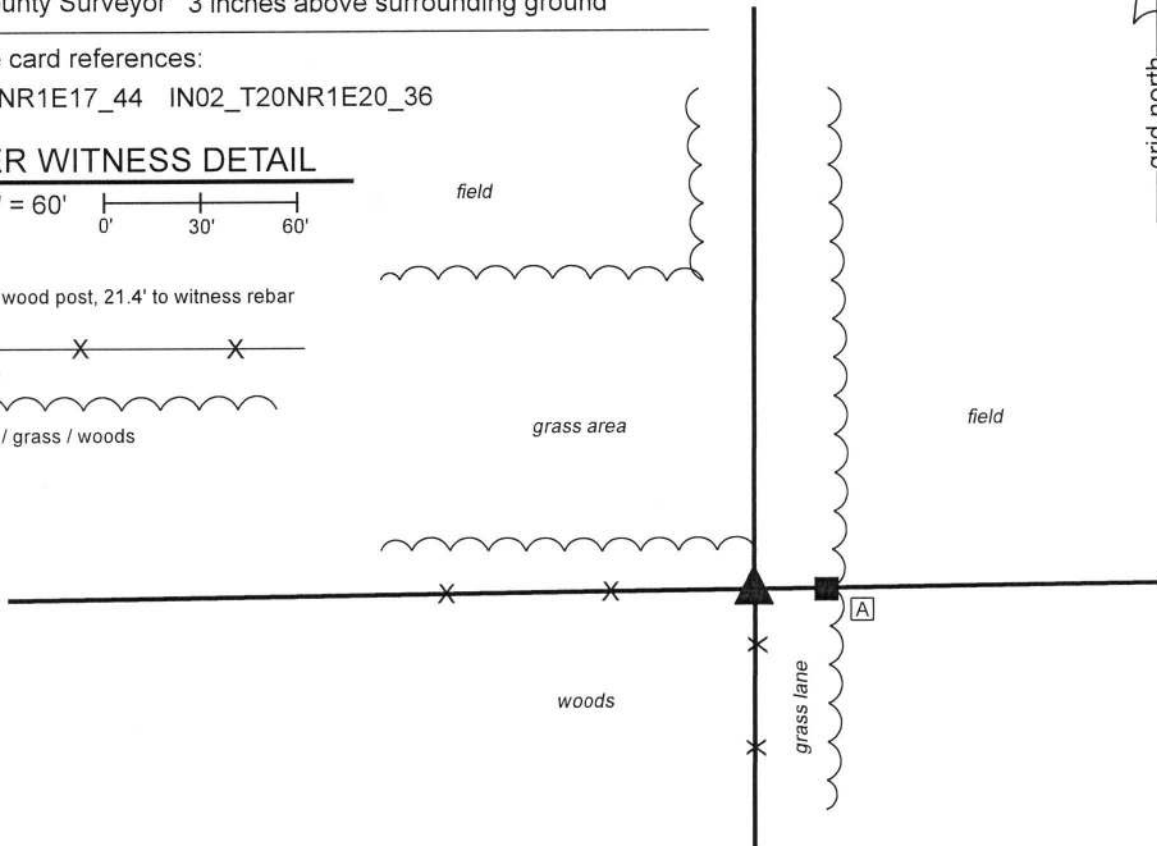 unty Surveyor 3 inches above surrounding ground
card references:
NR1E17_44 IN02_T20NR1E20_36
ER WITNESS DETAIL
' = 60'
0' 30' 60'
wood post, 21.4' to witness rebar
/ grass / woods
field
grass area
field
A
woods
grass lane
grid north